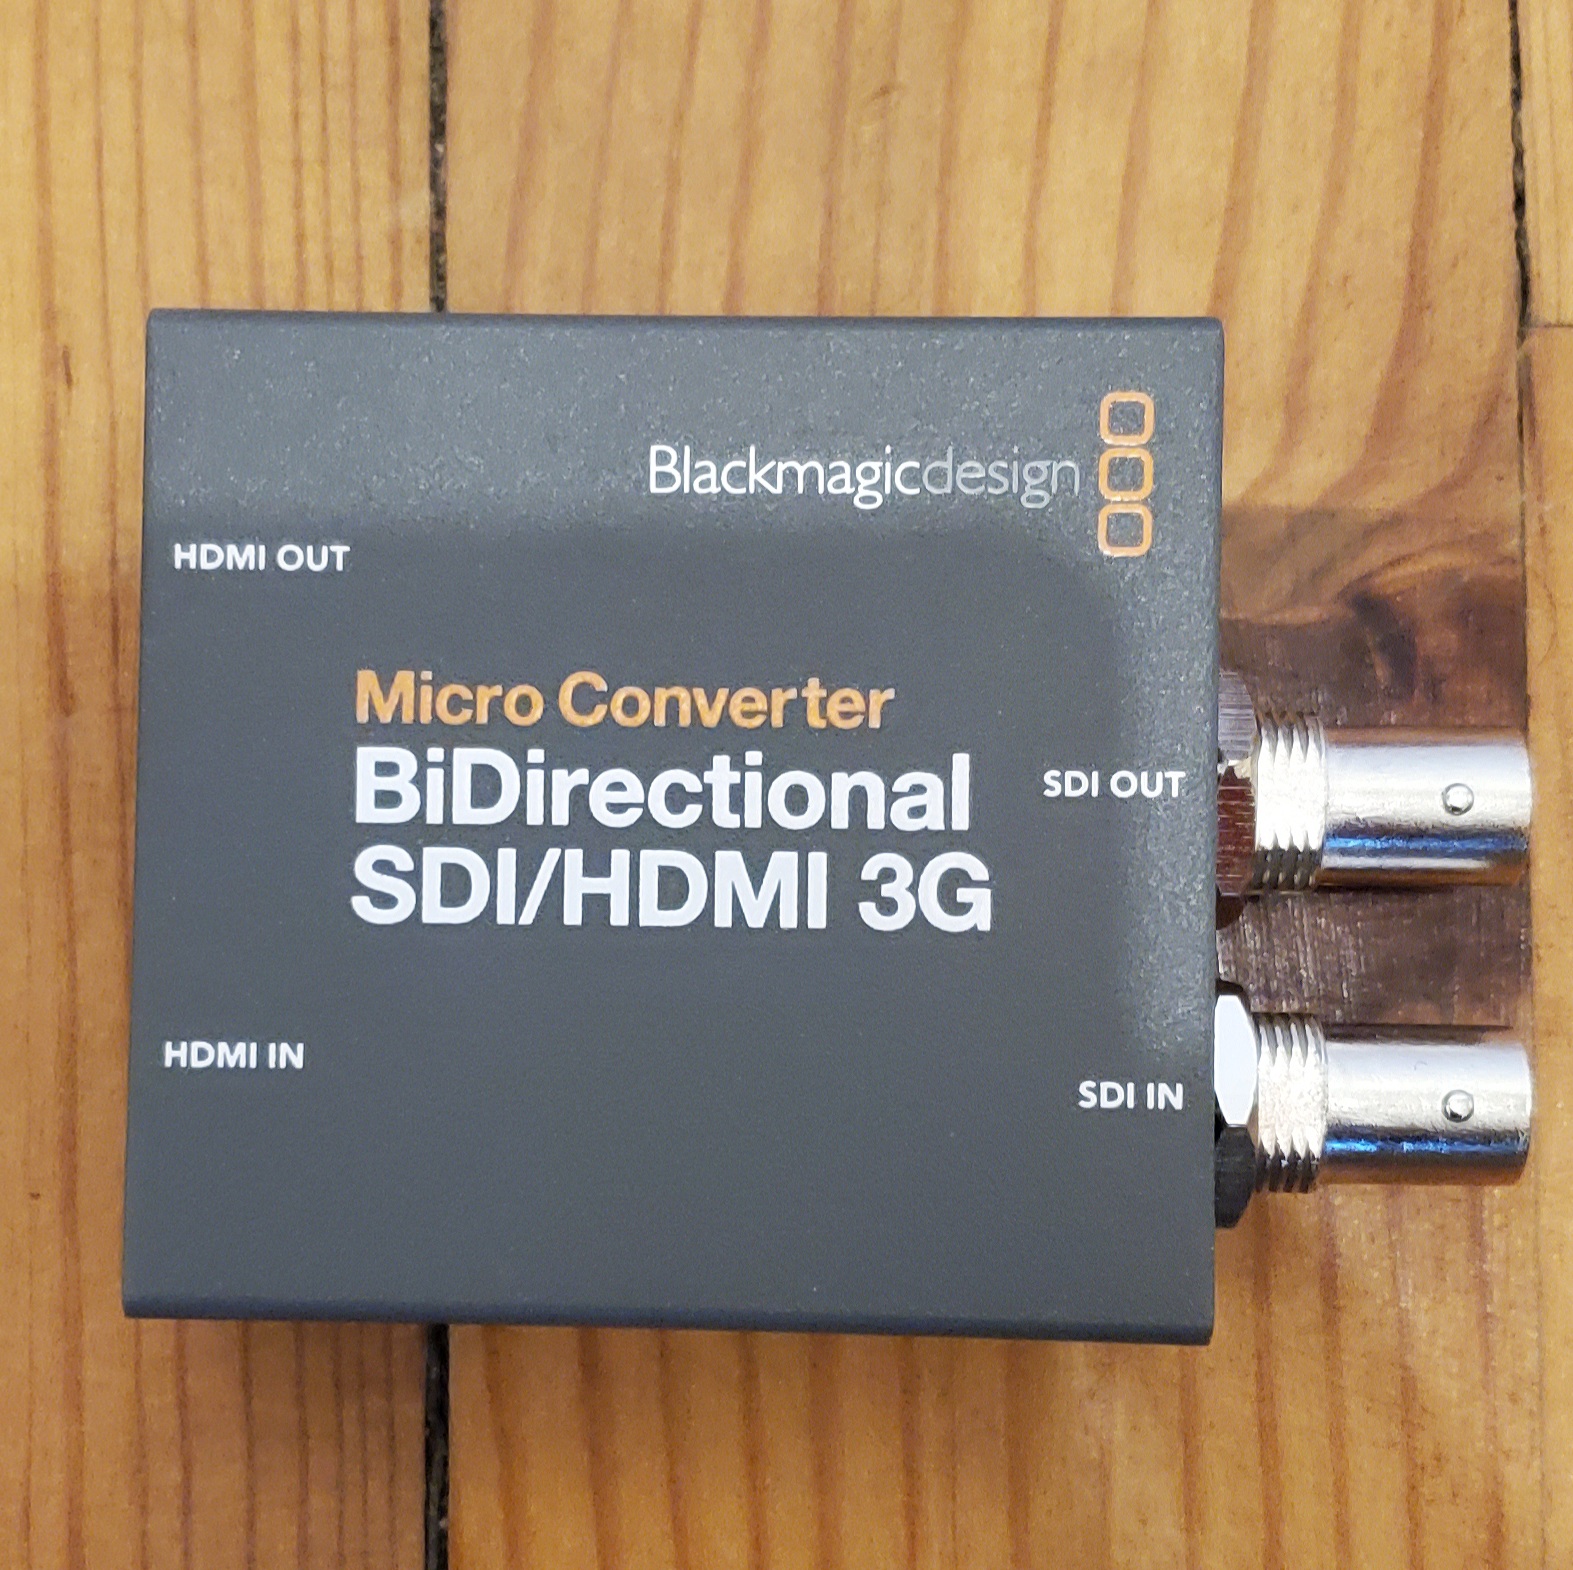 Blackmagicdesign
HDMI OUT
Micro Converter
BiDirectional
SDI OUT
SDI/HDMI 3G
HDMI IN
SDI IN